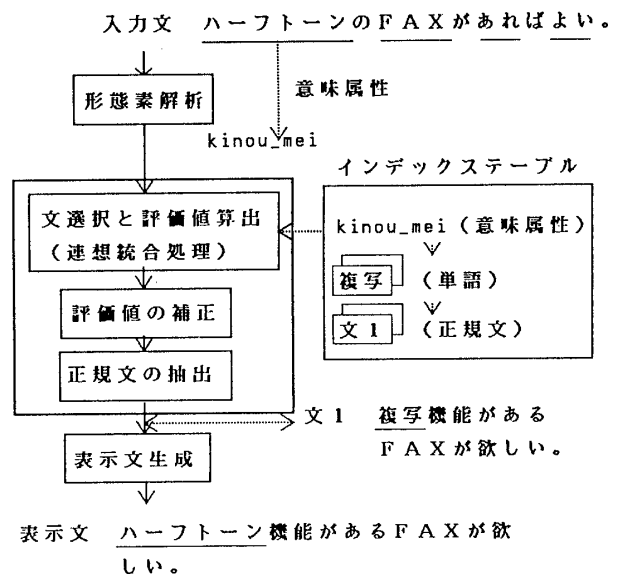 入力文 ハーフトーンのFAXがあればよい。
形態素解析
意味属性
kinou_mei
インデックステーブル
文選択と評価値算出
(連想統合処理)
kinou_mei(意味属性)
複写 (単語)
評価値の補正
文1 (正規文)
正規文の抽出
文1 複写機能がある
FAXが欲しい。
表示文生成
表示文 ハーフトーン機能があるFAXが欲
しい。